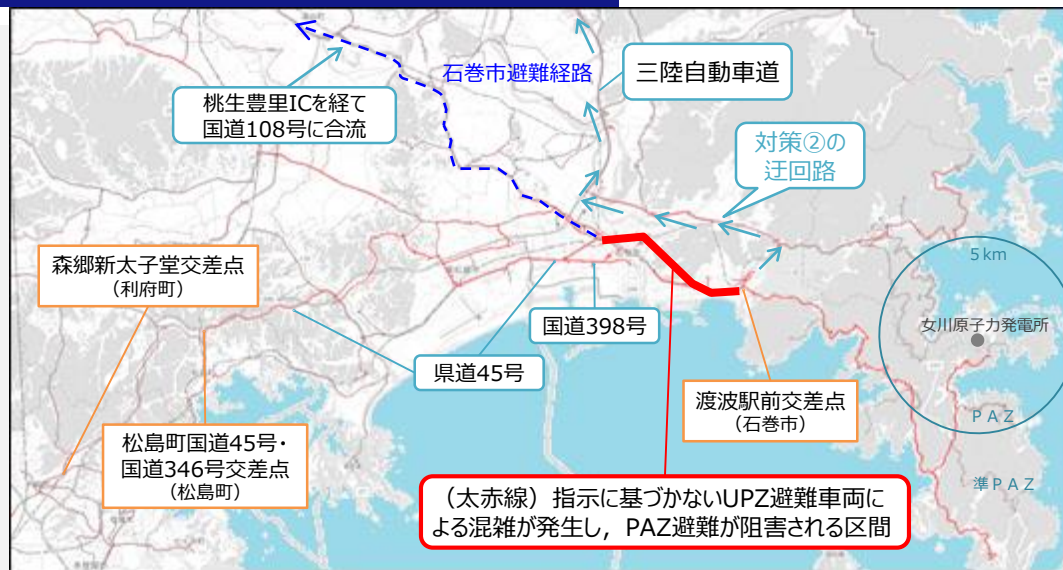 石巻市避難経路
三陸自動車道
桃生豊里ICを経て
国道108号に合流
対策②の
迂回路
5km
森郷新太子堂交差点
（利府町）
女川原子力発電所
国道398号
県道45号
渡波駅前交差点
（石巻市）
PAZ
松島町国道45号・
国道346号交差点
（松島町）
準PAZ
（太赤線）指示に基づかないUPZ避難車両に
よる混雑が発生し，PAZ避難が阻害される区間